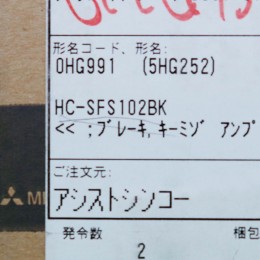 形名コード、形名:
0HG991 (5HG252)
HC-SFS102BK
<< ;ブレーキ,キーミゾ アンプ
ご注文元:
アシストシンコー
発令数 梱包
2